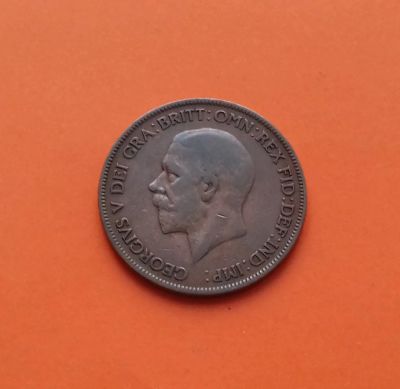 GEORGIVS V DEI GRA: BRITT: OMN: REX FID: DEF: IND: IMP: